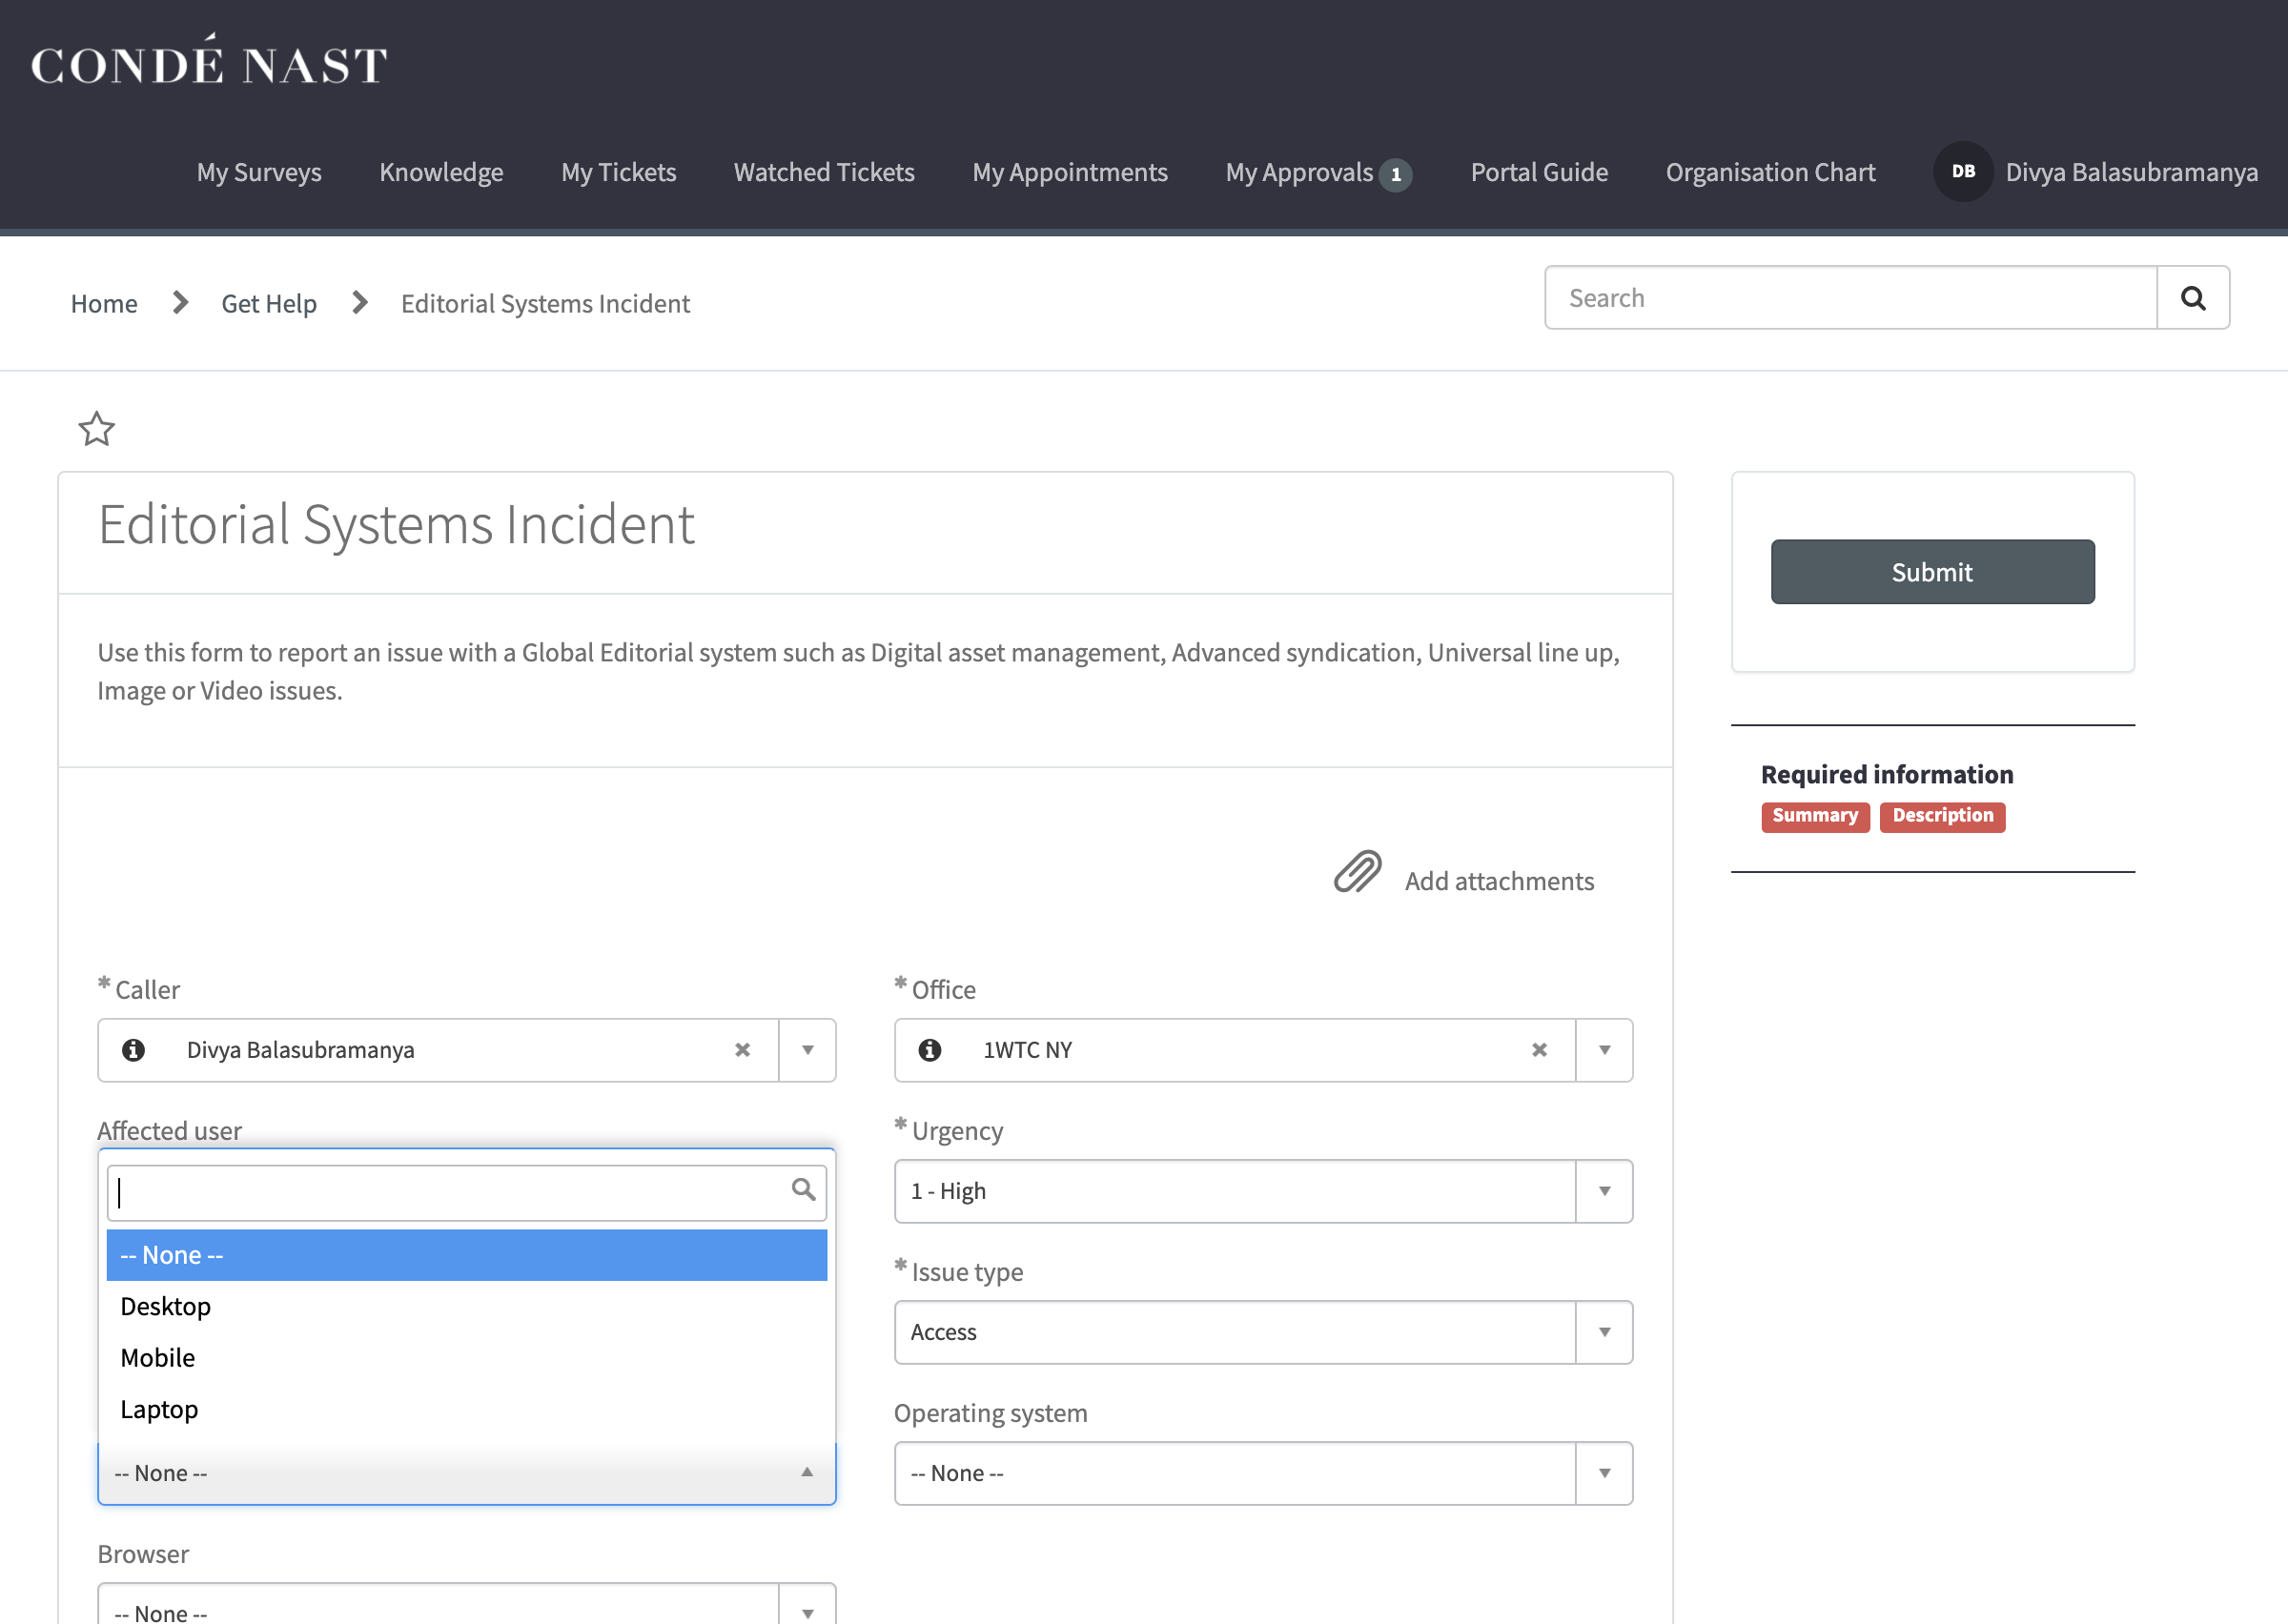 CONDÉ NAST
My Surveys Knowledge My Tickets Watched Tickets My Appointments My Approvals 1 Portal Guide Organisation Chart DB Divya Balasubramanya
Home Get Help Editorial Systems Incident
Search
Editorial Systems Incident
Submit
Use this form to report an issue with a Global Editorial system such as Digital asset management, Advanced syndication, Universal line up,
Image or Video issues.
Required information
Summary Description
Add attachments
* Caller
Divya Balasubramanya
* Office
1WTC NY
Affected user
-- None --
Desktop
Mobile
Laptop
-- None --
* Urgency
1 - High
* Issue type
Access
Operating system
-- None --
Browser
-- None --